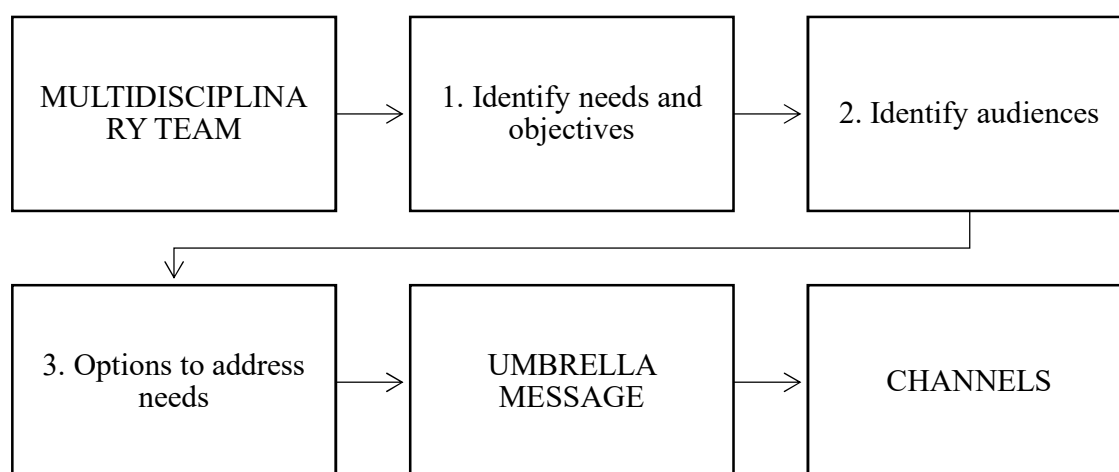 MULTIDISCIPLINA
RY TEAM
1. Identify needs and
objectives
2. Identify audiences
3. Options to address
needs
UMBRELLA
MESSAGE
CHANNELS